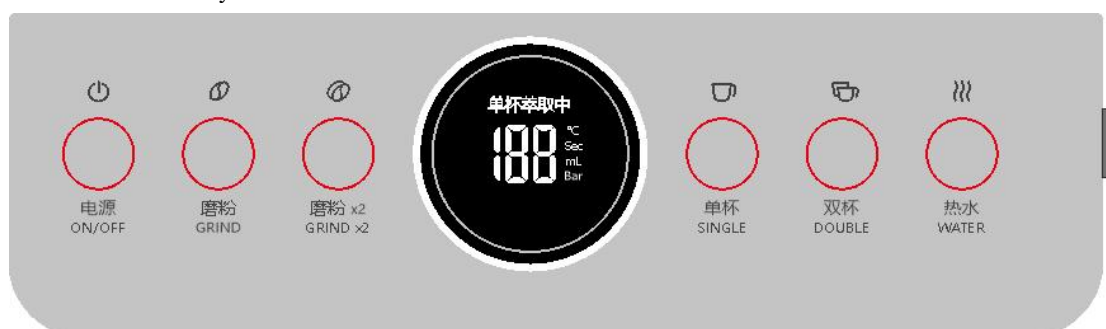 电源
ON/OFF
磨粉
GRIND
磨粉 x2
GRIND x2
单杯萃取中
188
℃
Sec
mL
Bar
单杯
SINGLE
双杯
DOUBLE
热水
WATER